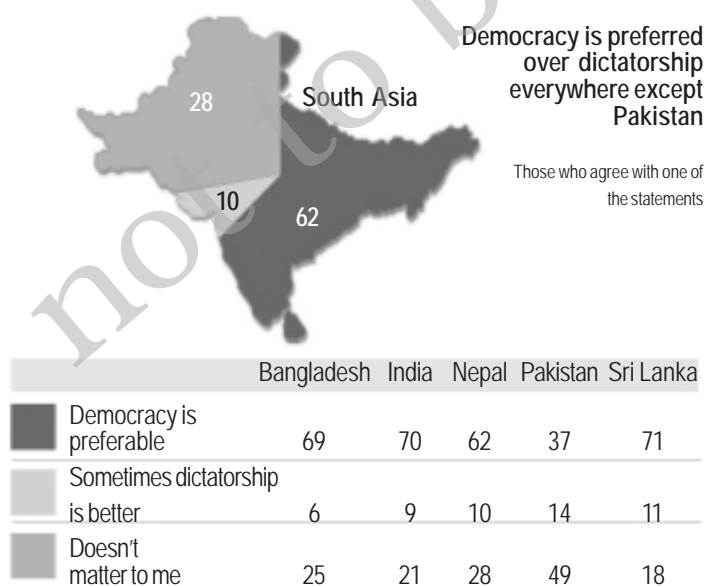 Democracy is preferred
over dictatorship
everywhere except
Pakistan
Those who agree with one of
the statements
South Asia
28
10
62
not to b
Bangladesh India Nepal Pakistan Sri Lanka
Democracy is
preferable 69 70 62 37 71
Sometimes dictatorship
is better 6 9 10 14 11
Doesn't
matter to me 25 21 28 49 18